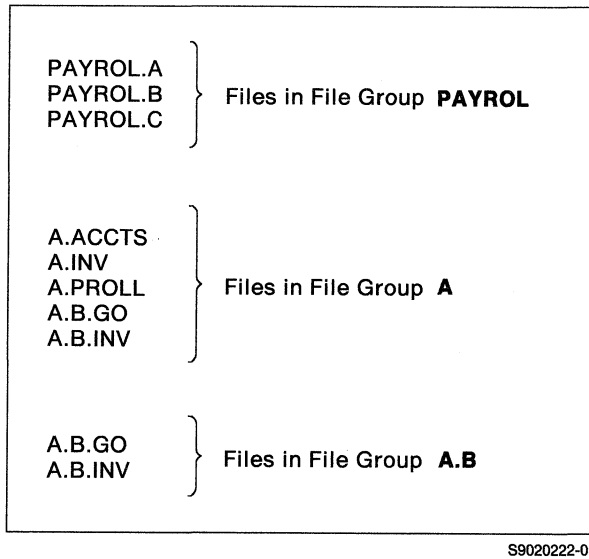 PAYROL.A
PAYROL.B
PAYROL.C
Files in File Group PAYROL
A.ACCTS
A.INV
A.PROLL
A.B.GO
A.B.INV
Files in File Group A
A.B.GO
A.B.INV
Files in File Group A.B
S9020222-0